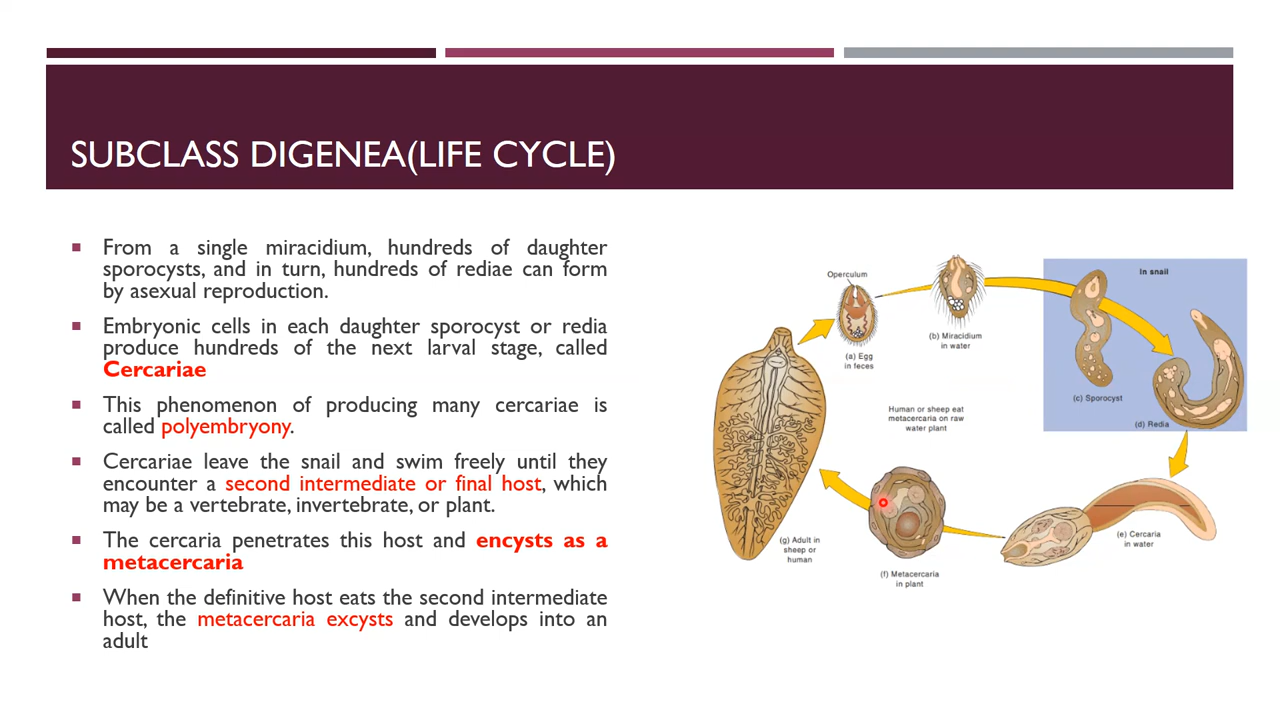 SUBCLASS DIGENEA(LIFE CYCLE)
From a single miracidium, hundreds of daughter
sporocysts, and in turn, hundreds of rediae can form
by asexual reproduction.
Embryonic cells in each daughter sporocyst or redia
produce hundreds of the next larval stage, called
Cercariae
This phenomenon of producing many cercariae is
called polyembryony.
Cercariae leave the snail and swim freely until they
encounter a second intermediate or final host, which
may be a vertebrate, invertebrate, or plant.
The cercaria penetrates this host and encysts as a
metacercaria
When the definitive host eats the second intermediate
host, the metacercaria excysts and develops into an
adult
Operculum
(a) Egg
in feces
(b) Miracidium
in water
In snail
(c) Sporocyst
(d) Redia
Human or sheep eat
metacercaria on raw
water plant
(e) Cercaria
in water
(f) Metacercaria
in plant
(g) Adult in
sheep or
human